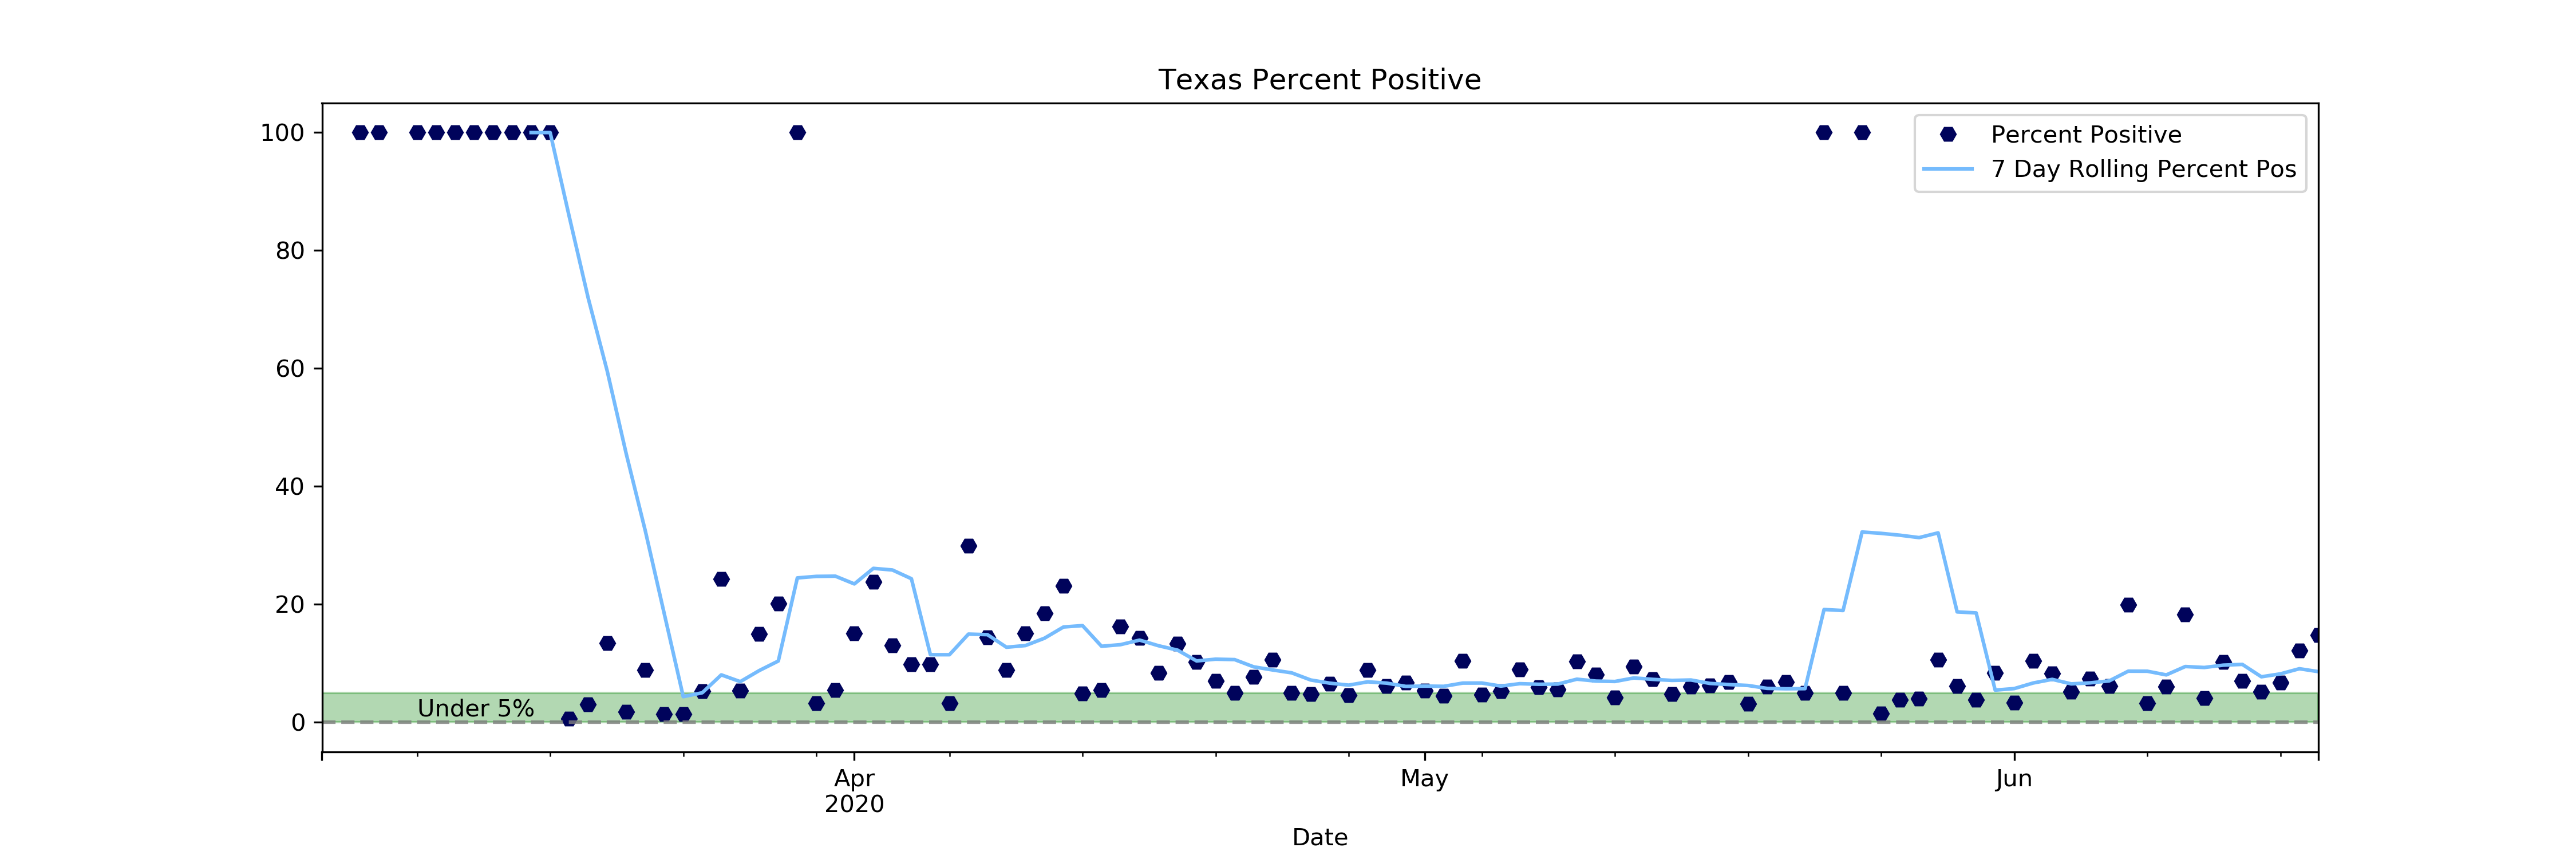 Texas Percent Positive
100
80
60
40
20
0
Percent Positive
7 Day Rolling Percent Pos
Under 5%
Apr
2020
May
Jun
Date